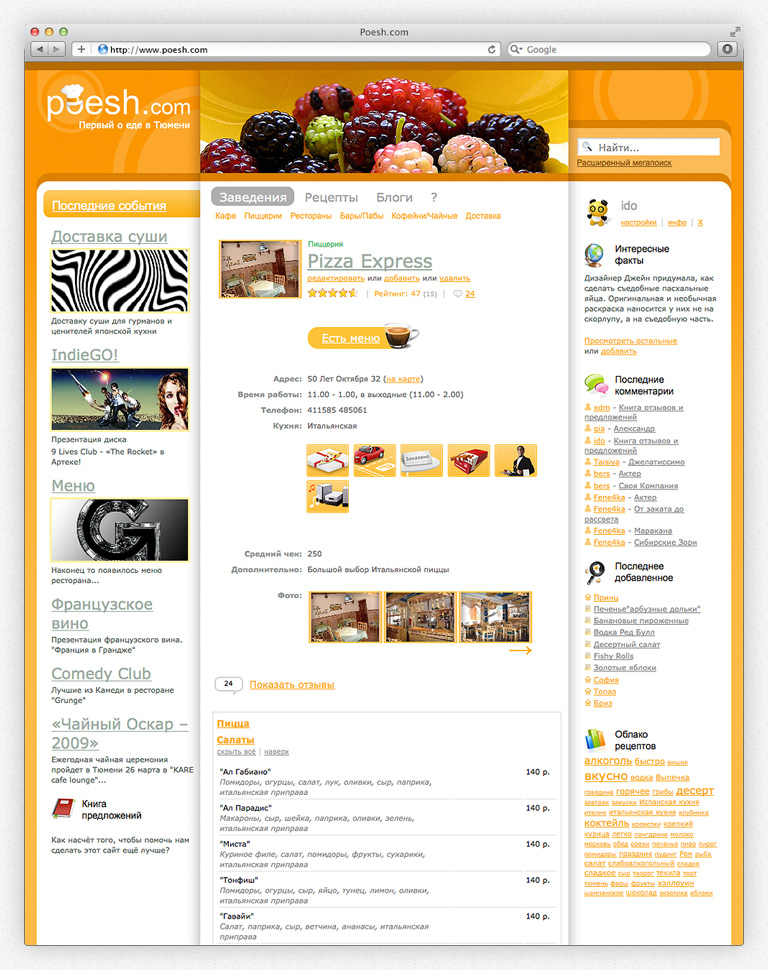 Poesh.com
http://www.poesh.com
Google
poesh.com
Первый о еде в Тюмени
Найти...
Расширенный мегапоиск
Последние события
Доставка суши
Доставку суши для гурманов и
ценителей японской кухни
IndieGO!
Презентация диска
9 Lives Club - «The Rocket» в
Артеке!
Меню
Наконец то появилось меню
ресторана...
Французское
вино
Презентация французского вина.
"Франция в Грандже"
Comedy Club
Лучшие из Камеди в ресторане
"Grunge"
«Чайный Оскар –
2009»
Ежегодная чайная церемония
пройдет в Тюмени 26 марта в "KARE
cafe lounge"...
Книга
предложений
Как насчёт того, чтобы помочь нам
сделать этот сайт ещё лучше?
Заведения Рецепты Блоги ?
Кафе Пиццерии Рестораны Бары/Пабы Кофейни/Чайные Доставка
Пиццерия
Pizza Express
редактировать или добавить или удалить
| Рейтинг: 47 (15) | 24
Есть меню
Адрес: 50 Лет Октября 32 (на карте)
Время работы: 11.00 - 1.00, в выходные (11.00 - 2.00)
Телефон: 411585 485061
Кухня: Итальянская
Заказано
Средний чек: 250
Дополнительно: Большой выбор Итальянской пиццы
Фото:
24 Показать отзывы
Пицца
Салаты
скрыть всё | наверх
"Ал Габиано" 140 р.
Помидоры, огурцы, салат, лук, оливки, сыр, паприка,
итальянская приправа
"Ал Парадис" 140 р.
Макароны, сыр, шейка, паприка, оливки, зелень,
итальянская приправа
"Миста" 140 р.
Куриное филе, салат, помидоры, фрукты, сухарики,
итальянская приправа
"Тонфиш" 140 р.
Помидоры, огурцы, сыр, яйцо, тунец, лимон, оливки,
итальянская приправа
"Гавайи" 140 р.
Салат, паприка, сыр, ветчина, ананасы, итальянская
приправа
ido
настройки | инфо | X
Интересные
факты
Дизайнер Джейн придумала, как
сделать съедобные пасхальные
яйца. Оригинальная и необычная
раскраска наносится у них не на
скорлупу, а на съедобную часть.
Просмотреть остальные
или добавить
Последние
комментарии
xdm - Книга отзывов и
предложений
gia - Александр
ido - Книга отзывов и
предложений
Taisiya - Джелатиссимо
bers - Актер
bers - Своя Компания
Fene4ka - Актер
Fene4ka - От заката до
рассвета
Fene4ka - Маракана
Fene4ka - Сибирские Зори
Последнее
добавленное
Принц
Печенье"арбузные дольки"
Банановые пироженные
Водка Ред Булл
Десертный салат
Fishy Rolls
Золотые яблоки
София
Топаз
Бриз
Облако
рецептов
алкоголь быстро вишня
вкусно водка Выпечка
говядина горячее грибы десерт
завтрак закуски Испанская кухня
италия итальянская кухня клубника
коктейль креветки крепкий
курица легко лонгдринк молоко
морковь обед орехи печенье пиво пирог
помидоры праздник пудинг Ром рыба
салат слабоалкогольный сладко
сладкое сыр творог текила торт
тюмень фарш фрукты хэллоуин
шампанское шоколад экзотика яблоки